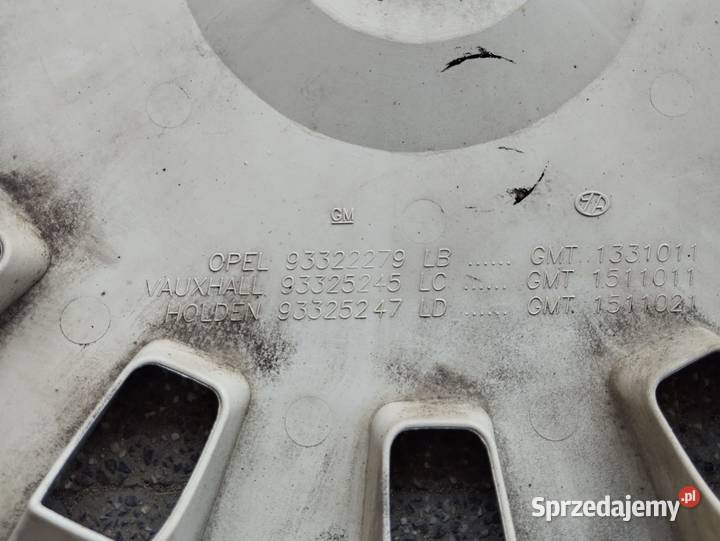 GM
OPEL 93322279 LB ...... GMT 1331011
VAUXHALL 93325245 LC ...... GMT 1511011
HOLDEN 93325247 LD ...... GMT 1511021
Sprzedajemy.pl